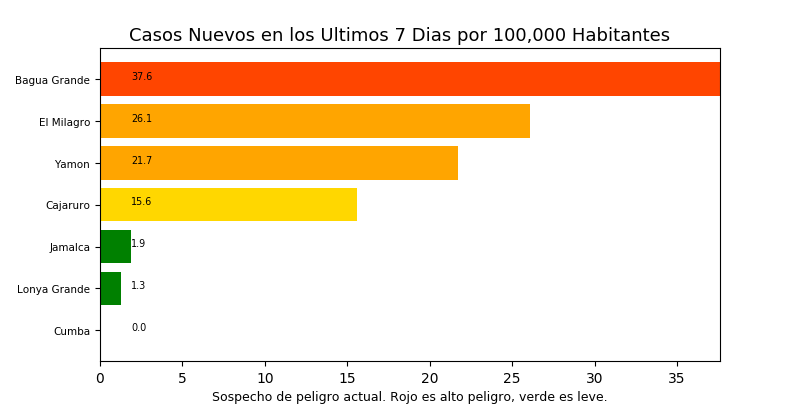 Casos Nuevos en los Ultimos 7 Dias por 100,000 Habitantes
Bagua Grande 37.6
El Milagro 26.1
Yamon 21.7
Cajaruro 15.6
Jamalca 1.9
Lonya Grande 1.3
Cumba 0.0
0 5 10 15 20 25 30 35
Sospecho de peligro actual. Rojo es alto peligro, verde es leve.